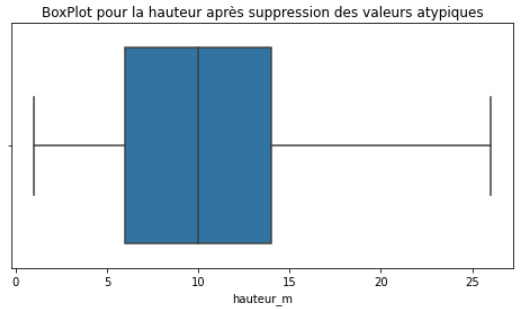 BoxPlot pour la hauteur après suppression des valeurs atypiques
0 5 10 15 20 25
hauteur_m